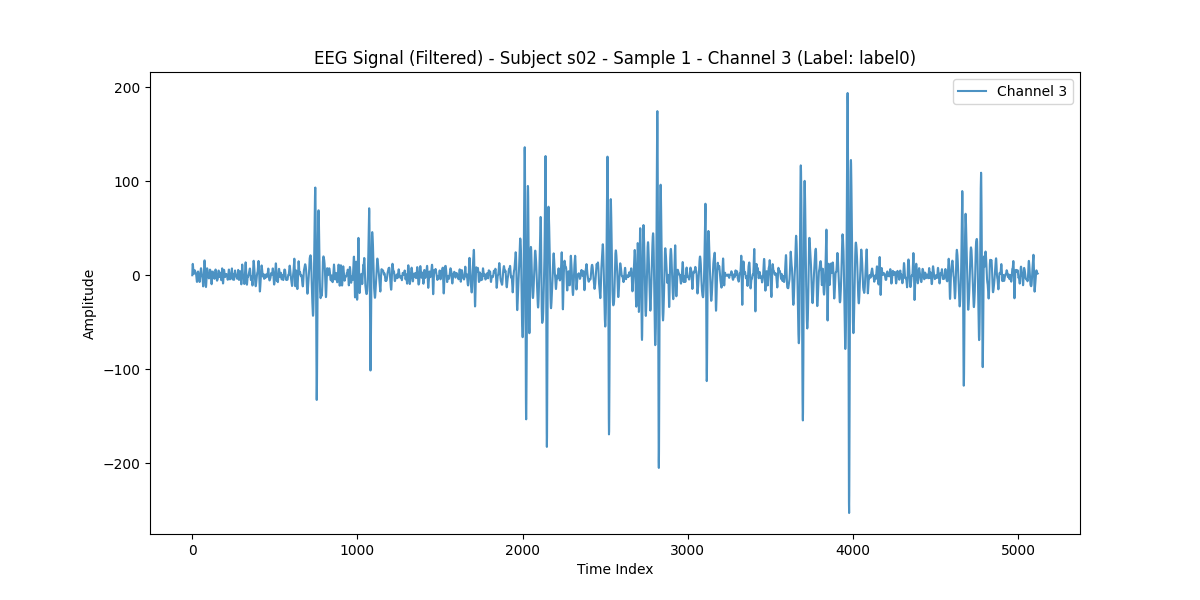 EEG Signal (Filtered) - Subject s02 - Sample 1 - Channel 3 (Label: label0)
Channel 3
200
100
0
−100
−200
Amplitude
0 1000 2000 3000 4000 5000
Time Index